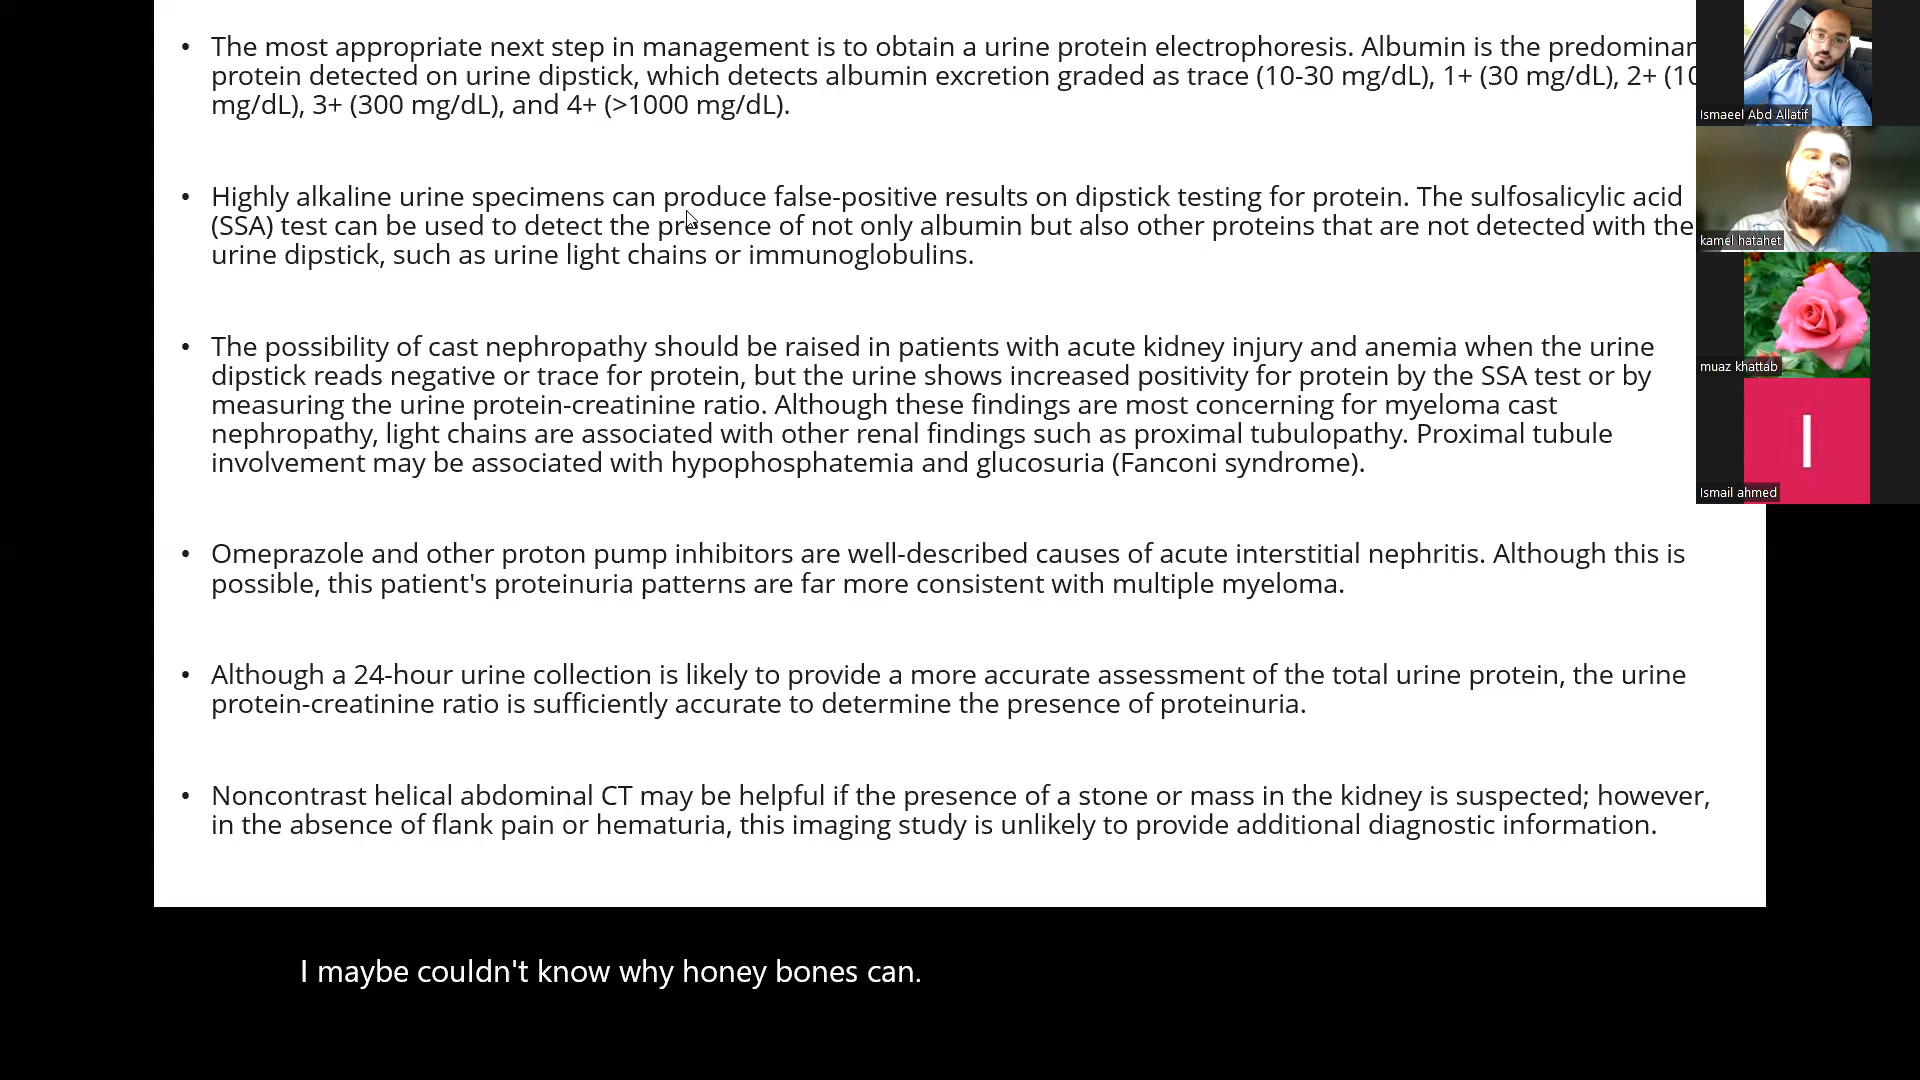 • The most appropriate next step in management is to obtain a urine protein electrophoresis. Albumin is the
protein detected on urine dipstick, which detects albumin excretion graded as trace (10-30 mg/dL), 1+ (30 mg/dL), 2+
mg/dL), 3+ (300 mg/dL), and 4+ (>1000 mg/dL).
• Highly alkaline urine specimens can produce false-positive results on dipstick testing for protein. The sulfosalicylic acid
(SSA) test can be used to detect the presence of not only albumin but also other proteins that are not detected with the
urine dipstick, such as urine light chains or immunoglobulins.
• The possibility of cast nephropathy should be raised in patients with acute kidney injury and anemia when the urine
dipstick reads negative or trace for protein, but the urine shows increased positivity for protein by the SSA test or by
measuring the urine protein-creatinine ratio. Although these findings are most concerning for myeloma cast
nephropathy, light chains are associated with other renal findings such as proximal tubulopathy. Proximal tubule
involvement may be associated with hypophosphatemia and glucosuria (Fanconi syndrome).
• Omeprazole and other proton pump inhibitors are well-described causes of acute interstitial nephritis. Although this is
possible, this patient's proteinuria patterns are far more consistent with multiple myeloma.
• Although a 24-hour urine collection is likely to provide a more accurate assessment of the total urine protein, the urine
protein-creatinine ratio is sufficiently accurate to determine the presence of proteinuria.
• Noncontrast helical abdominal CT may be helpful if the presence of a stone or mass in the kidney is suspected; however,
in the absence of flank pain or hematuria, this imaging study is unlikely to provide additional diagnostic information.
Ismaeel Abd Allatif
kamel hatahet
muaz khattab
I
Ismail ahmed
I maybe couldn't know why honey bones can.